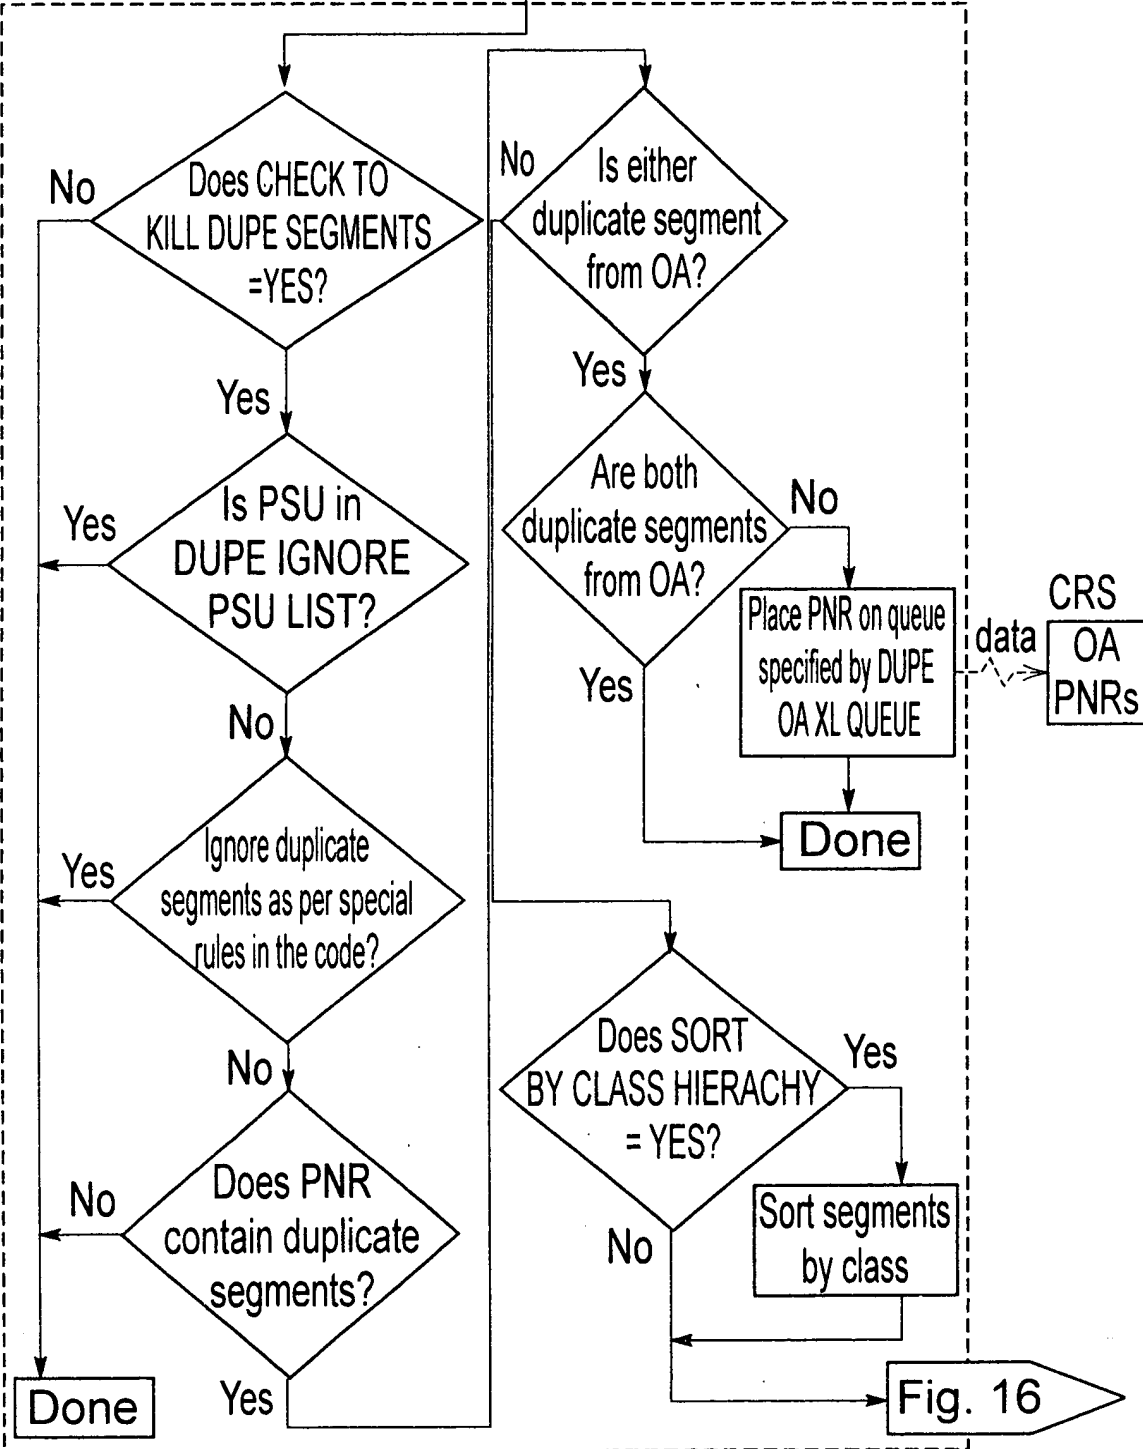 No
Does CHECK TO
KILL DUPE SEGMENTS
=YES?
Yes
Yes
Is PSU in
DUPE IGNORE
PSU LIST?
No
Yes
Ignore duplicate
segments as per special
rules in the code?
No
No
Does PNR
contain duplicate
segments?
Done
Yes
No
Is either
duplicate segment
from OA?
Yes
Are both
duplicate segments
from OA?
No
Yes
Place PNR on queue
specified by DUPE
OA XL QUEUE
data
CRS
OA
PNRs
Done
Does SORT
BY CLASS HIERACHY
= YES?
Yes
Sort segments
by class
No
Fig. 16